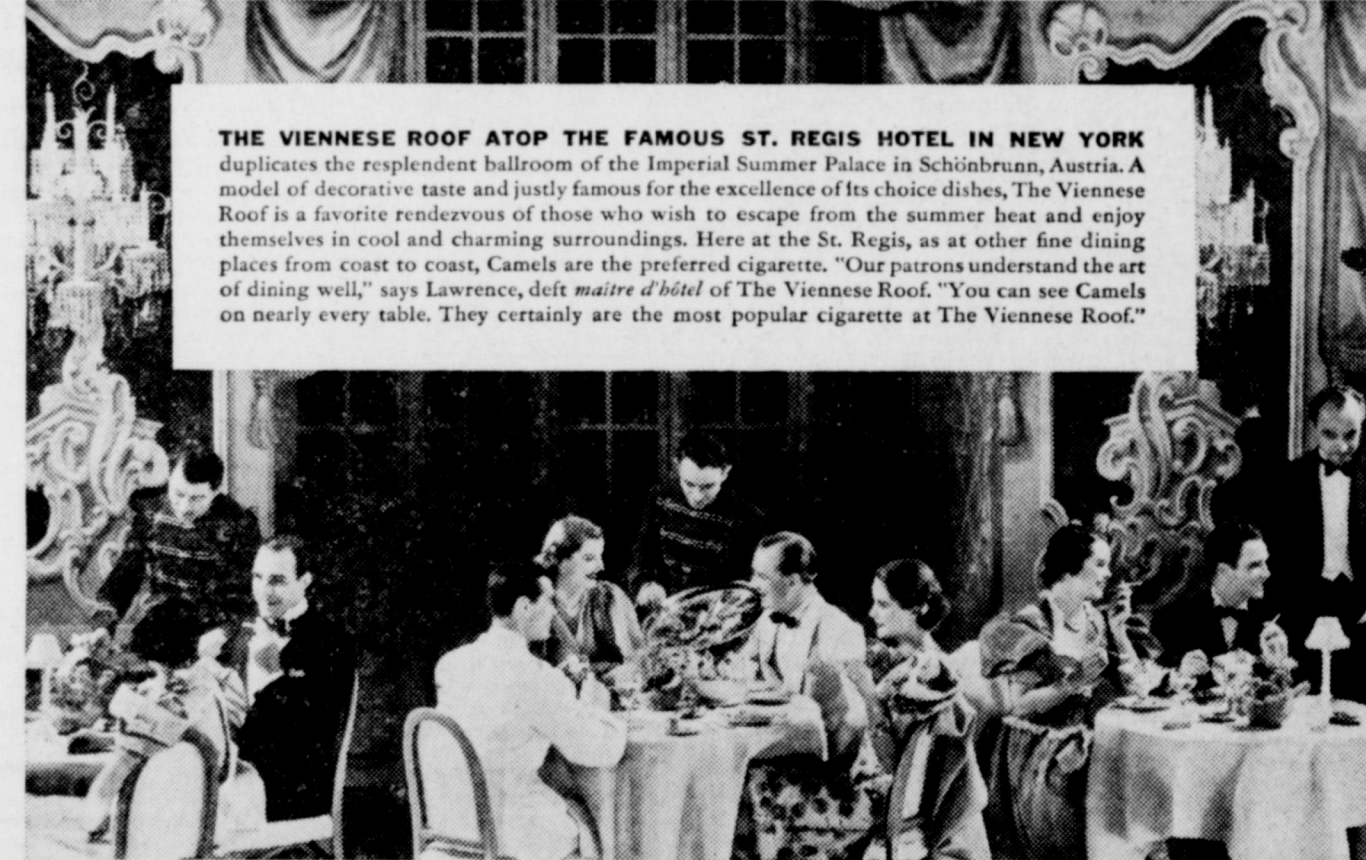 THE VIENNESE ROOF ATOP THE FAMOUS ST. REGIS HOTEL IN NEW YORK
duplicates the resplendent ballroom of the Imperial Summer Palace in Schönbrunn, Austria. A
model of decorative taste and justly famous for the excellence of its choice dishes, The Viennese
Roof is a favorite rendezvous of those who wish to escape from the summer heat and enjoy
themselves in cool and charming surroundings. Here at the St. Regis, as at other fine dining
places from coast to coast, Camels are the preferred cigarette. "Our patrons understand the art
of dining well," says Lawrence, deft maître d'hôtel of The Viennese Roof. "You can see Camels
on nearly every table. They certainly are the most popular cigarette at The Viennese Roof."